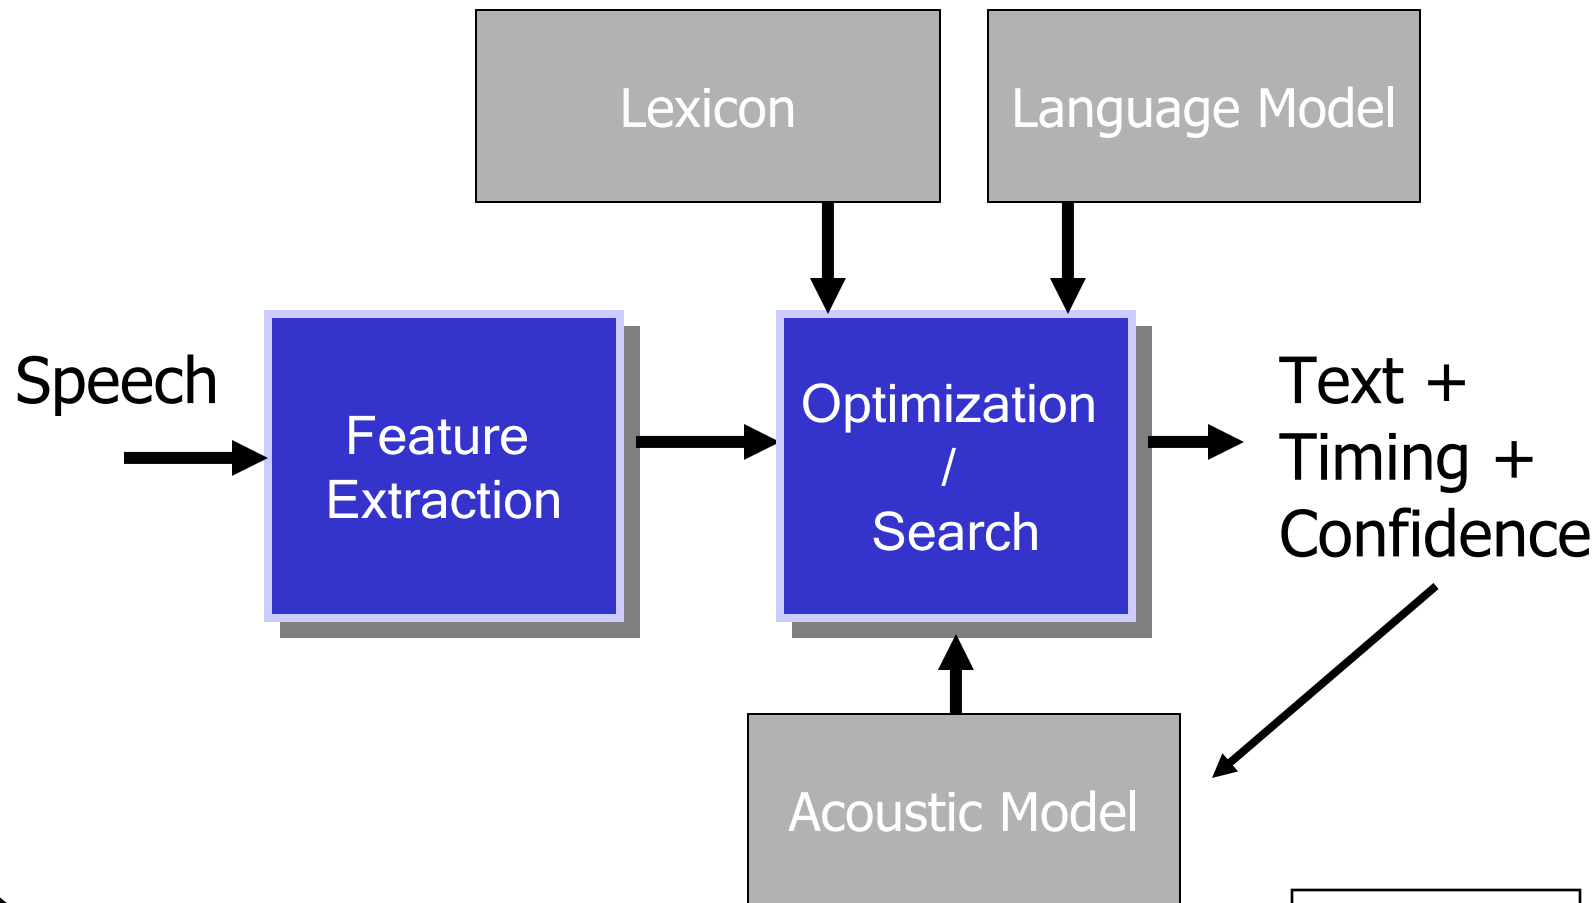 Lexicon
Language Model
Speech
Feature
Extraction
Optimization
/
Search
Text +
Timing +
Confidence
Acoustic Model